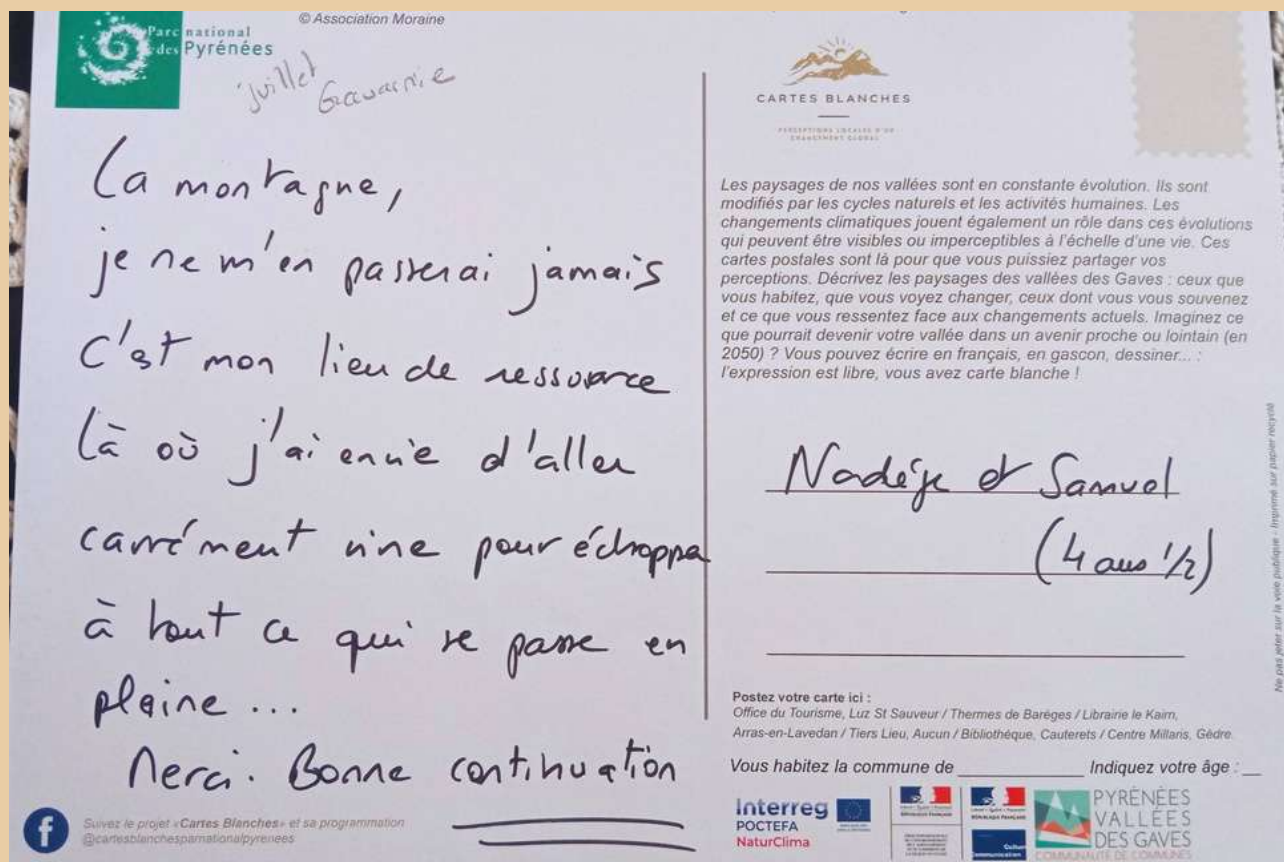 © Association Moraine
Parc national
des Pyrénées
juillet
Gavarnie
La montagne,
je ne m'en passerai jamais
c'est mon lieu de ressource
là où j'ai envie d'aller
carrément vivre pour échapper
à tout ce qui se passe en
plaine ...
Merci. Bonne continuation
Suivez le projet «Cartes Blanches» et sa programmation
@cartesblanchesparnationalpyrenees
CARTES BLANCHES
PERCEPTIONS LOCALES D'UN
CHANGEMENT GLOBAL
Les paysages de nos vallées sont en constante évolution. Ils sont
modifiés par les cycles naturels et les activités humaines. Les
changements climatiques jouent également un rôle dans ces évolutions
qui peuvent être visibles ou imperceptibles à l'échelle d'une vie. Ces
cartes postales sont là pour que vous puissiez partager vos
perceptions. Décrivez les paysages des vallées des Gaves : ceux que
vous habitez, que vous voyez changer, ceux dont vous vous souvenez
et ce que vous ressentez face aux changements actuels. Imaginez ce
que pourrait devenir votre vallée dans un avenir proche ou lointain (en
2050) ? Vous pouvez écrire en français, en gascon, dessiner... :
l'expression est libre, vous avez carte blanche !
Nadège et Samuel
(4 ans 1/2)
Postez votre carte ici :
Office du Tourisme, Luz St Sauveur / Thermes de Barèges / Librairie le Kairn,
Arras-en-Lavedan / Tiers Lieu, Aucun / Bibliothèque, Cauterets / Centre Millaris, Gèdre.
Vous habitez la commune de ____________ Indiquez votre âge : __
Interreg
POCTEFA
NaturClima
PYRÉNÉES
VALLÉES
DES GAVES
COMMUNAUTÉ DE COMMUNES
Ne pas jeter sur la voie publique - Imprimé sur papier recyclé